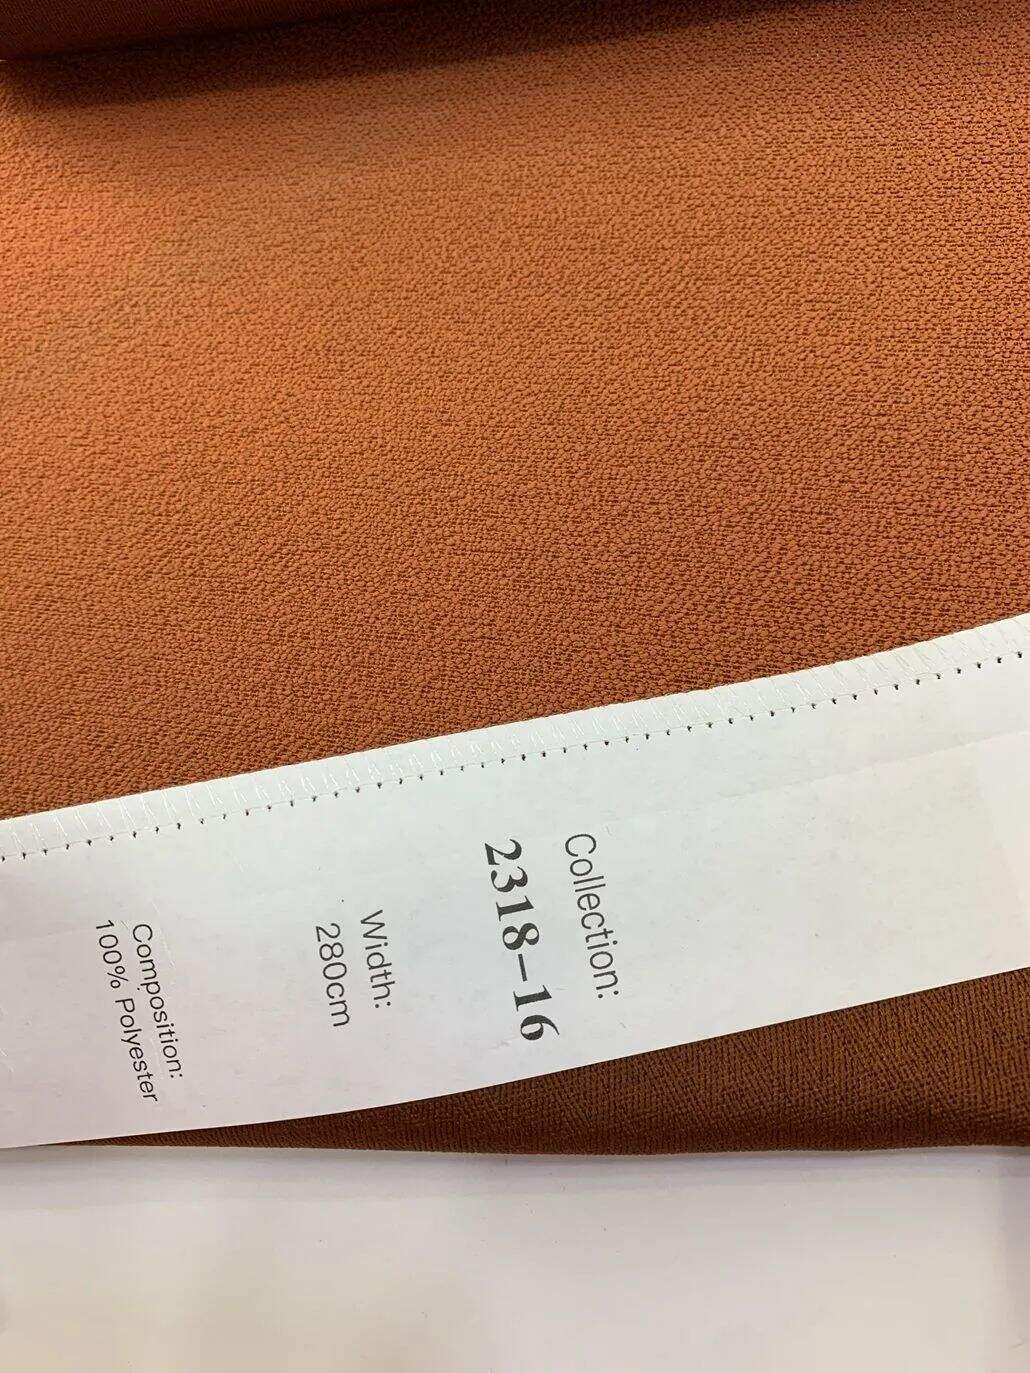 Collection:
2318-16
Width:
280cm
Composition:
100% Polyester